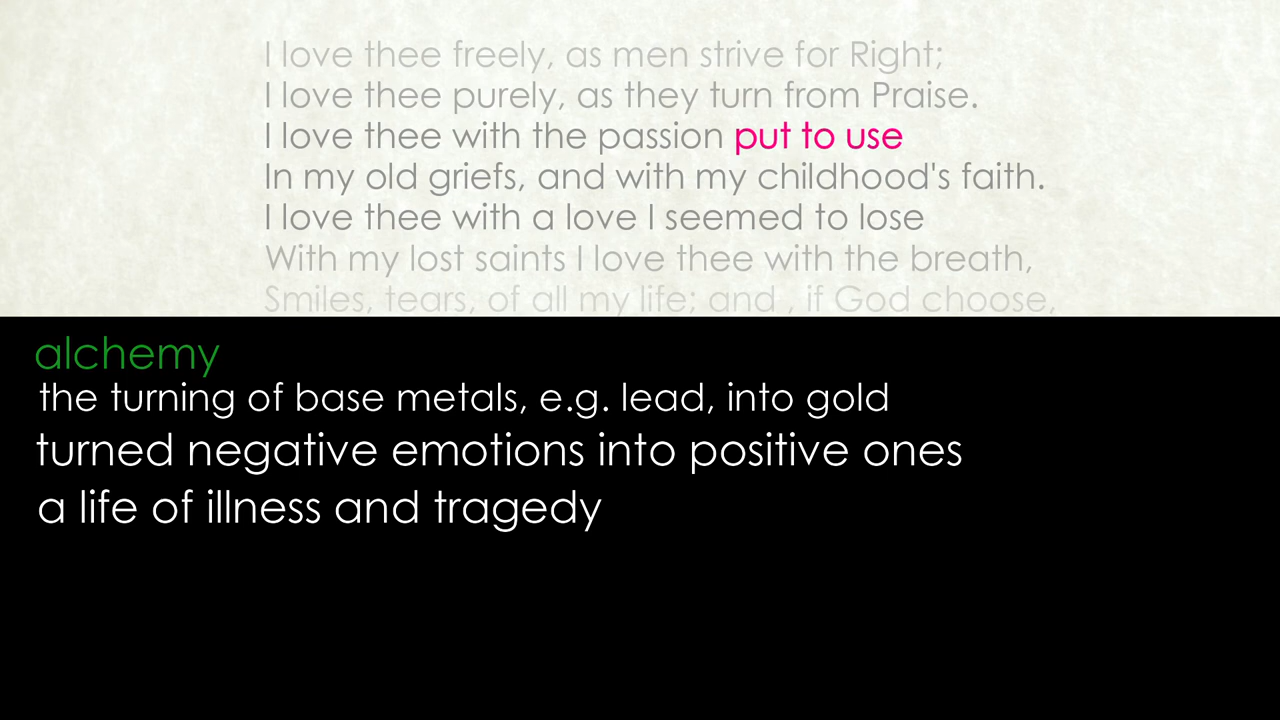 I love thee freely, as men strive for Right;
I love thee purely, as they turn from Praise.
I love thee with the passion put to use
In my old griefs, and with my childhood's faith.
I love thee with a love I seemed to lose
With my lost saints I love thee with the breath,
Smiles, tears, of all my life; and , if God choose,
alchemy
the turning of base metals, e.g. lead, into gold
turned negative emotions into positive ones
a life of illness and tragedy